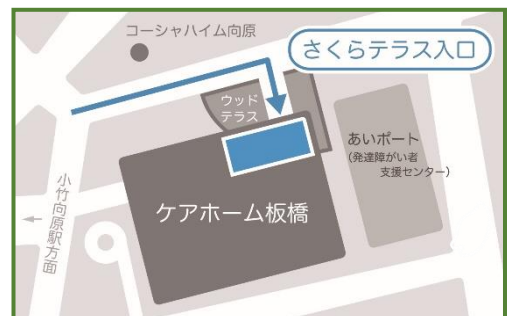 コーシャハイム向原
さくらテラス入口
ウッド
テラス
あいポート
(発達障がい者
支援センター)
ケアホーム板橋
小竹向原駅方面
←